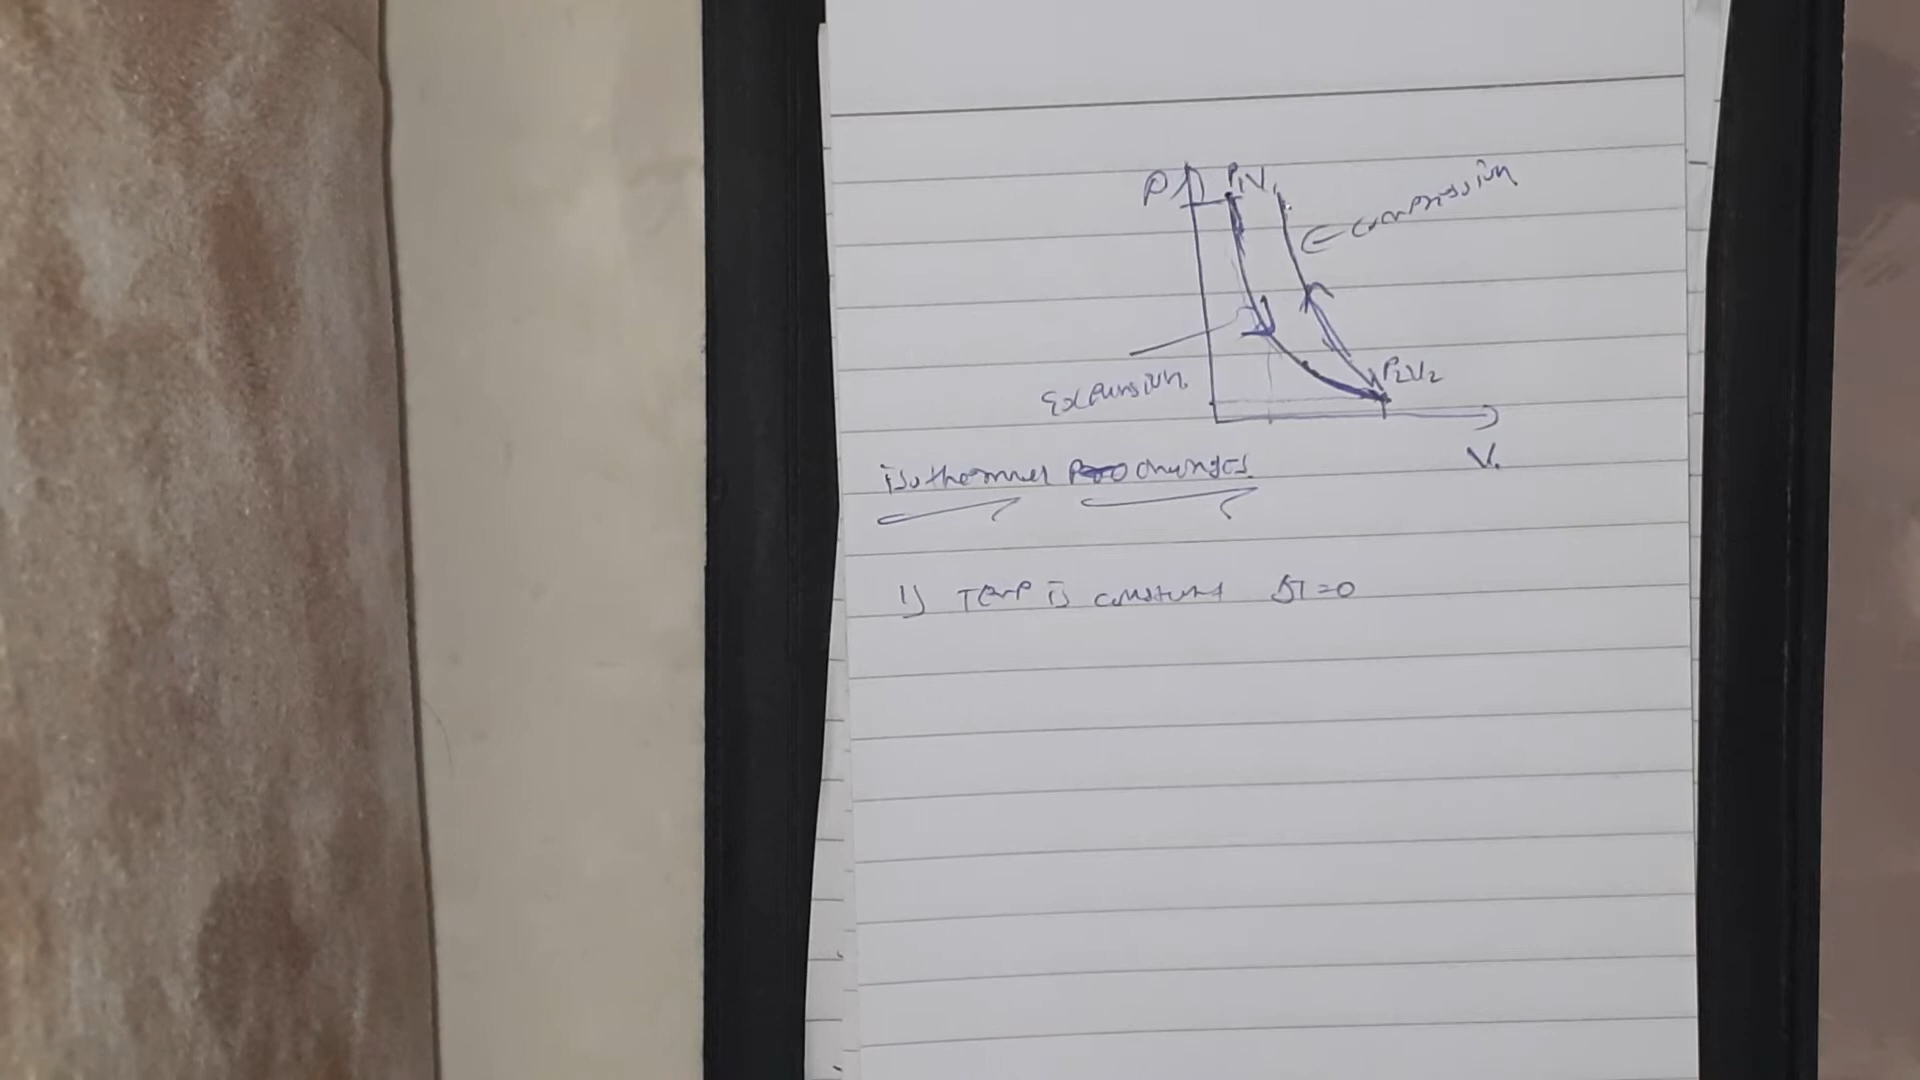 P P1V1
compression
P2V2
Expansion
V.
isothermal changes
1) Temp is constant ΔT=0